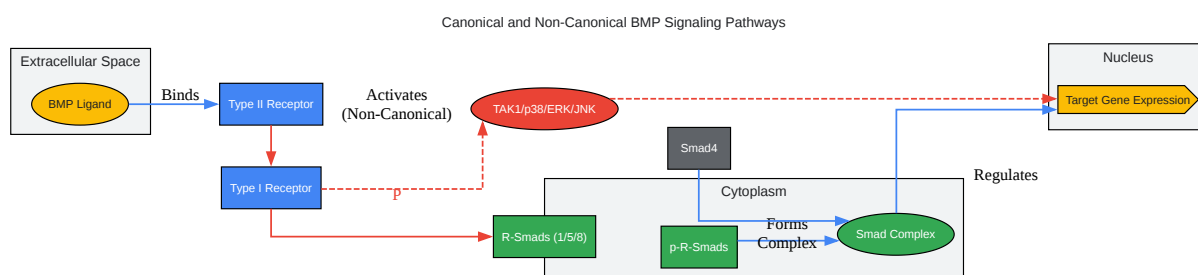 Canonical and Non-Canonical BMP Signaling Pathways
Extracellular Space
BMP Ligand
Binds
Type II Receptor
Activates
(Non-Canonical)
TAK1/p38/ERK/JNK
Nucleus
Target Gene Expression
Smad4
Type I Receptor
p
Cytoplasm
Regulates
R-Smads (1/5/8)
p-R-Smads
Forms
Complex
Smad Complex